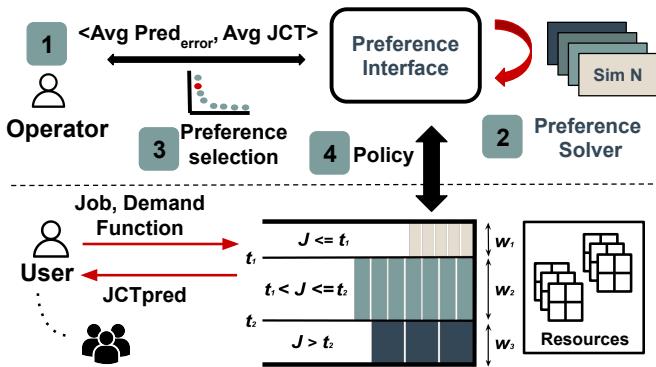 1
<Avg Pred_error, Avg JCT>
Operator
3
Preference
selection
Preference
Interface
Sim N
2
Preference
Solver
4
Policy
Job, Demand
Function
User
JCTpred
J <= t₁
t₁
t₁ < J <= t₂
t₂
J > t₂
w₁
w₂
w₃
Resources